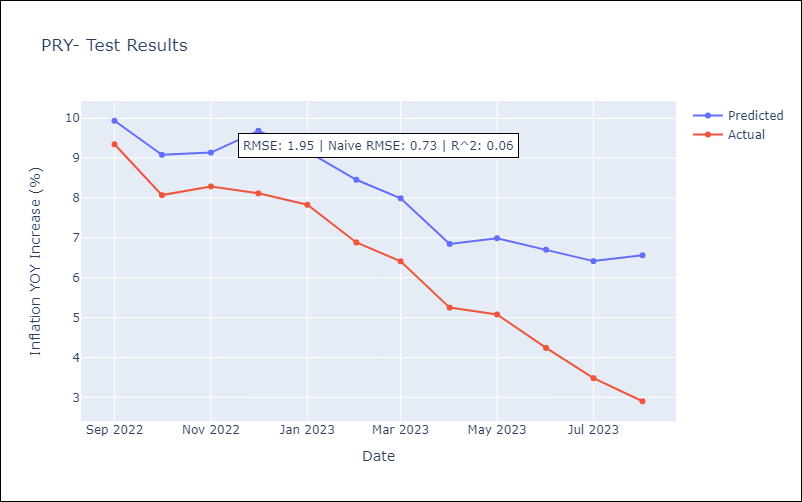 PRY- Test Results
Predicted
Actual
RMSE: 1.95 | Naive RMSE: 0.73 | R^2: 0.06
Inflation YOY Increase (%)
10
9
8
7
6
5
4
3
Sep 2022
Nov 2022
Jan 2023
Mar 2023
May 2023
Jul 2023
Date